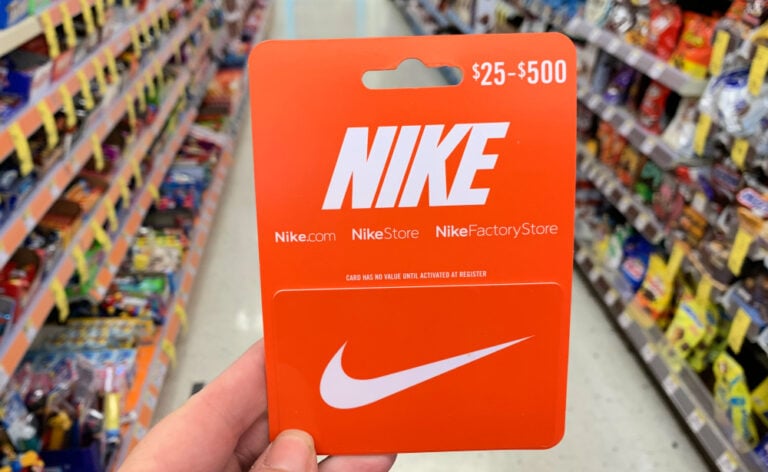 $25-$500
NIKE
Nike.com NikeStore NikeFactoryStore
CARD HAS NO VALUE UNTIL ACTIVATED AT REGISTER